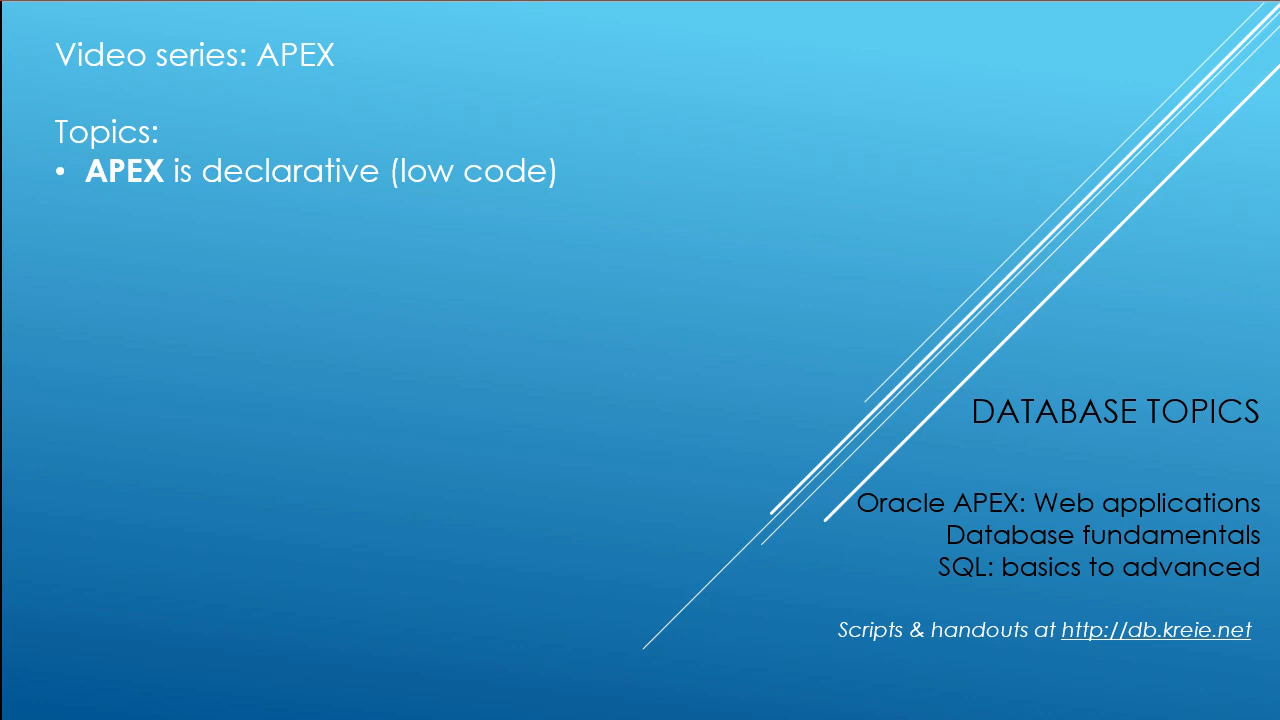 Video series: APEX
Topics:
• APEX is declarative (low code)
DATABASE TOPICS
Oracle APEX: Web applications
Database fundamentals
SQL: basics to advanced
Scripts & handouts at http://db.kreie.net